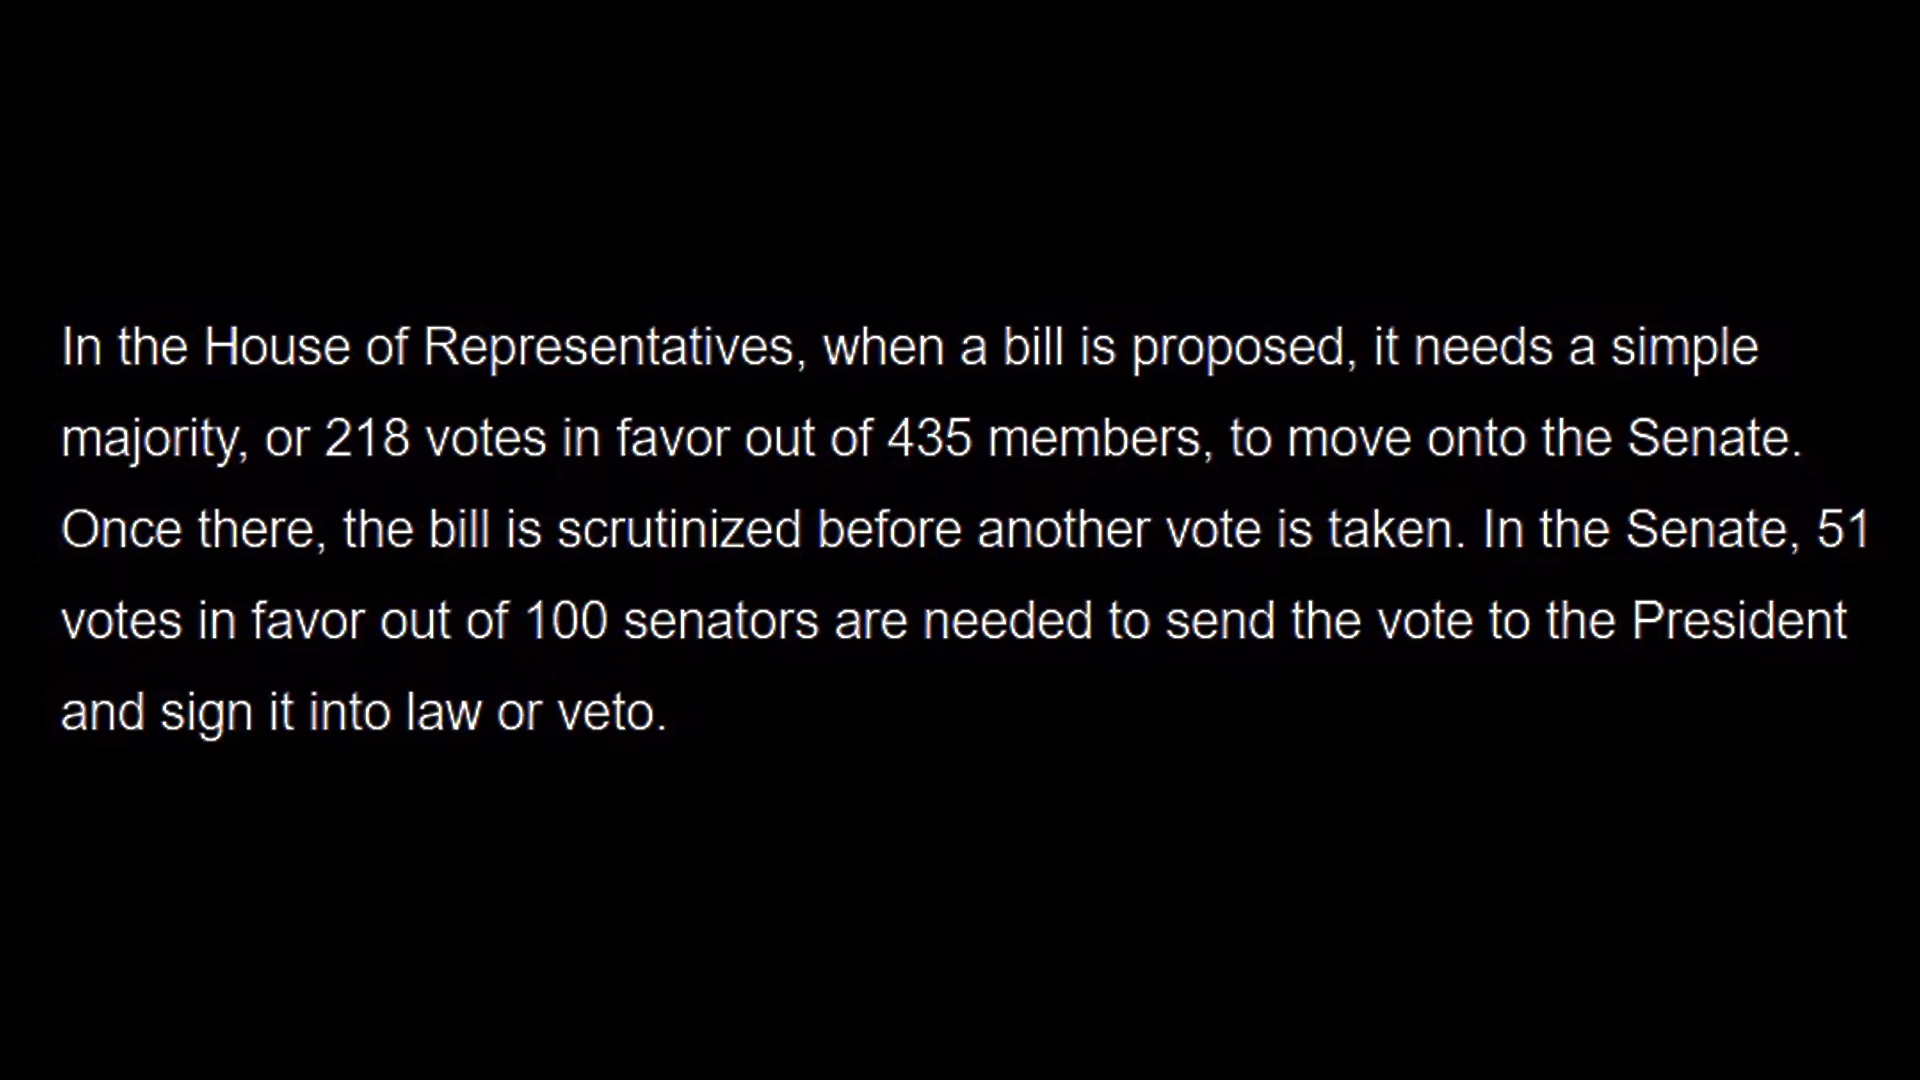 In the House of Representatives, when a bill is proposed, it needs a simple
majority, or 218 votes in favor out of 435 members, to move onto the Senate.
Once there, the bill is scrutinized before another vote is taken. In the Senate, 51
votes in favor out of 100 senators are needed to send the vote to the President
and sign it into law or veto.